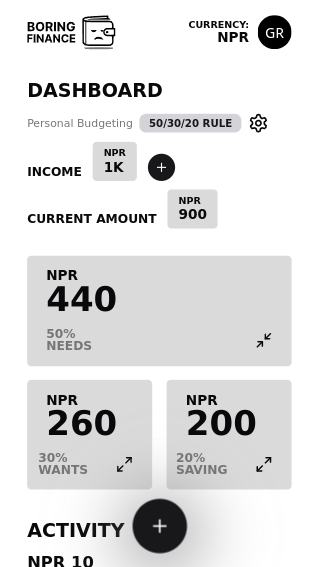 BORING
FINANCE
CURRENCY:
NPR
GR
DASHBOARD
Personal Budgeting 50/30/20 RULE
INCOME NPR 1K +
CURRENT AMOUNT NPR 900
NPR
440
50%
NEEDS
NPR
260
30%
WANTS
NPR
200
20%
SAVING
ACTIVITY
+
NPR 10